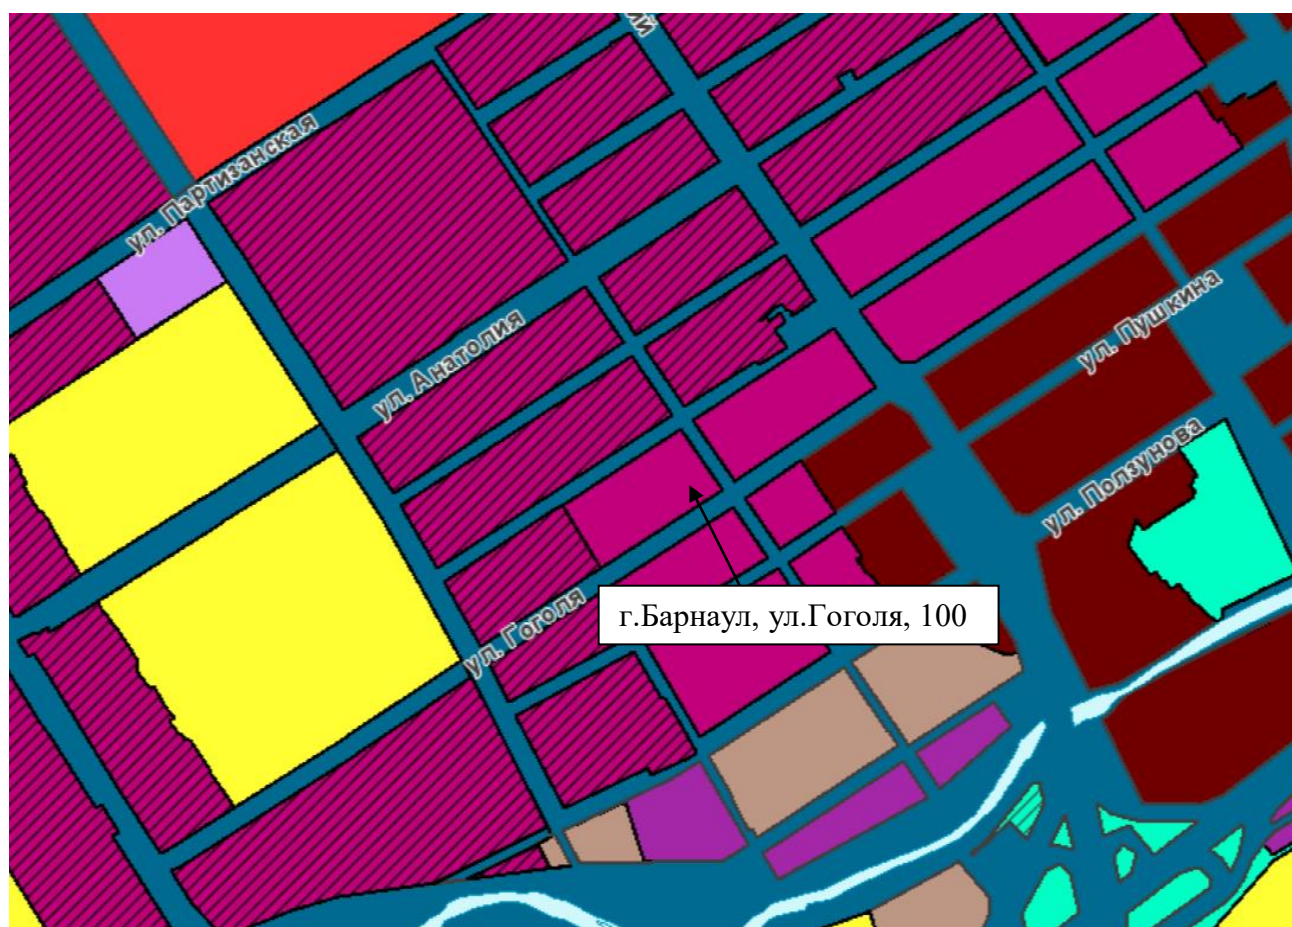 ул. Партизанская
ул. Анатолия
ул. Пушкина
ул. Ползунова
г.Барнаул, ул.Гоголя, 100
ул. Гоголя